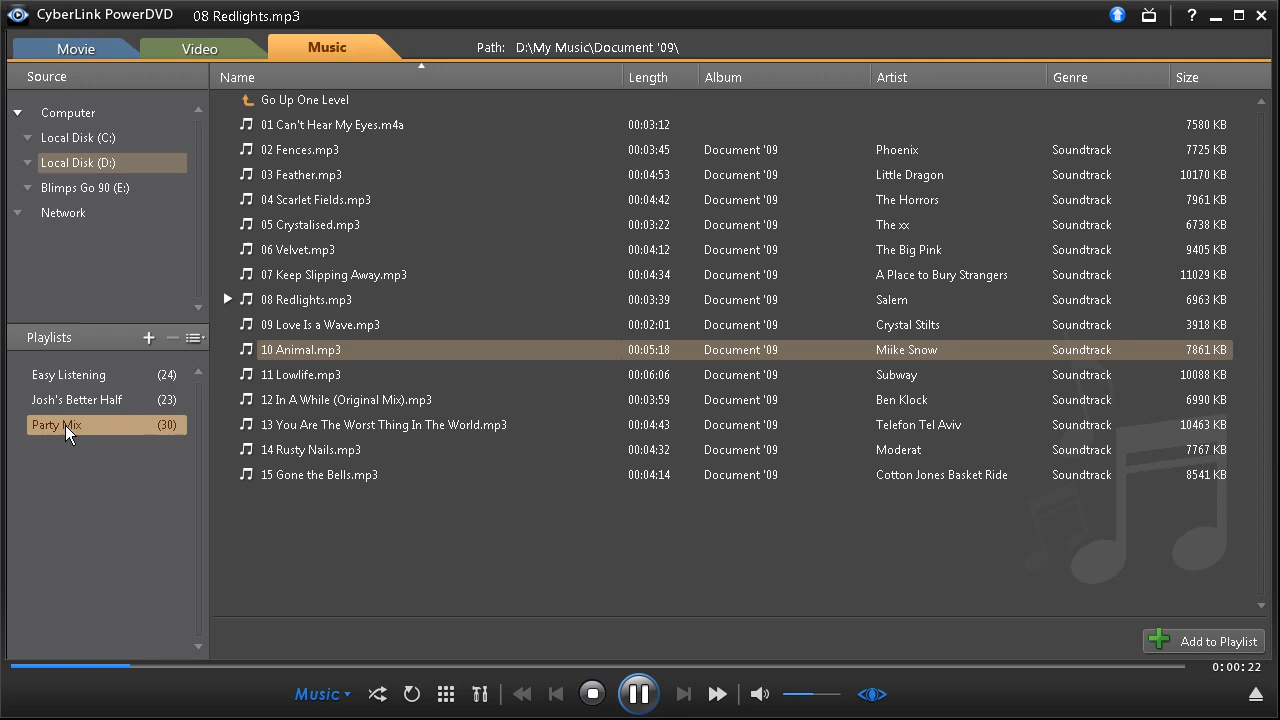 CyberLink PowerDVD 08 Redlights.mp3 ?
Movie Video Music Path: D:\My Music\Document '09\
Source Name Length Album Artist Genre Size
Computer
Local Disk (C:)
Local Disk (D:)
Blimps Go 90 (E:)
Network
Playlists
Easy Listening (24)
Josh's Better Half (23)
Party Mix (30)
Go Up One Level
01 Can't Hear My Eyes.m4a 00:03:12 7580 KB
02 Fences.mp3 00:03:45 Document '09 Phoenix Soundtrack 7725 KB
03 Feather.mp3 00:04:53 Document '09 Little Dragon Soundtrack 10170 KB
04 Scarlet Fields.mp3 00:04:42 Document '09 The Horrors Soundtrack 7961 KB
05 Crystalised.mp3 00:03:22 Document '09 The xx Soundtrack 6738 KB
06 Velvet.mp3 00:04:12 Document '09 The Big Pink Soundtrack 9405 KB
07 Keep Slipping Away.mp3 00:04:34 Document '09 A Place to Bury Strangers Soundtrack 11029 KB
08 Redlights.mp3 00:03:39 Document '09 Salem Soundtrack 6963 KB
09 Love Is a Wave.mp3 00:02:01 Document '09 Crystal Stilts Soundtrack 3918 KB
10 Animal.mp3 00:05:18 Document '09 Miike Snow Soundtrack 7861 KB
11 Lowlife.mp3 00:06:06 Document '09 Subway Soundtrack 10088 KB
12 In A While (Original Mix).mp3 00:03:59 Document '09 Ben Klock Soundtrack 6990 KB
13 You Are The Worst Thing In The World.mp3 00:04:43 Document '09 Telefon Tel Aviv Soundtrack 10463 KB
14 Rusty Nails.mp3 00:04:32 Document '09 Moderat Soundtrack 7767 KB
15 Gone the Bells.mp3 00:04:14 Document '09 Cotton Jones Basket Ride Soundtrack 8541 KB
Add to Playlist
0:00:22
Music